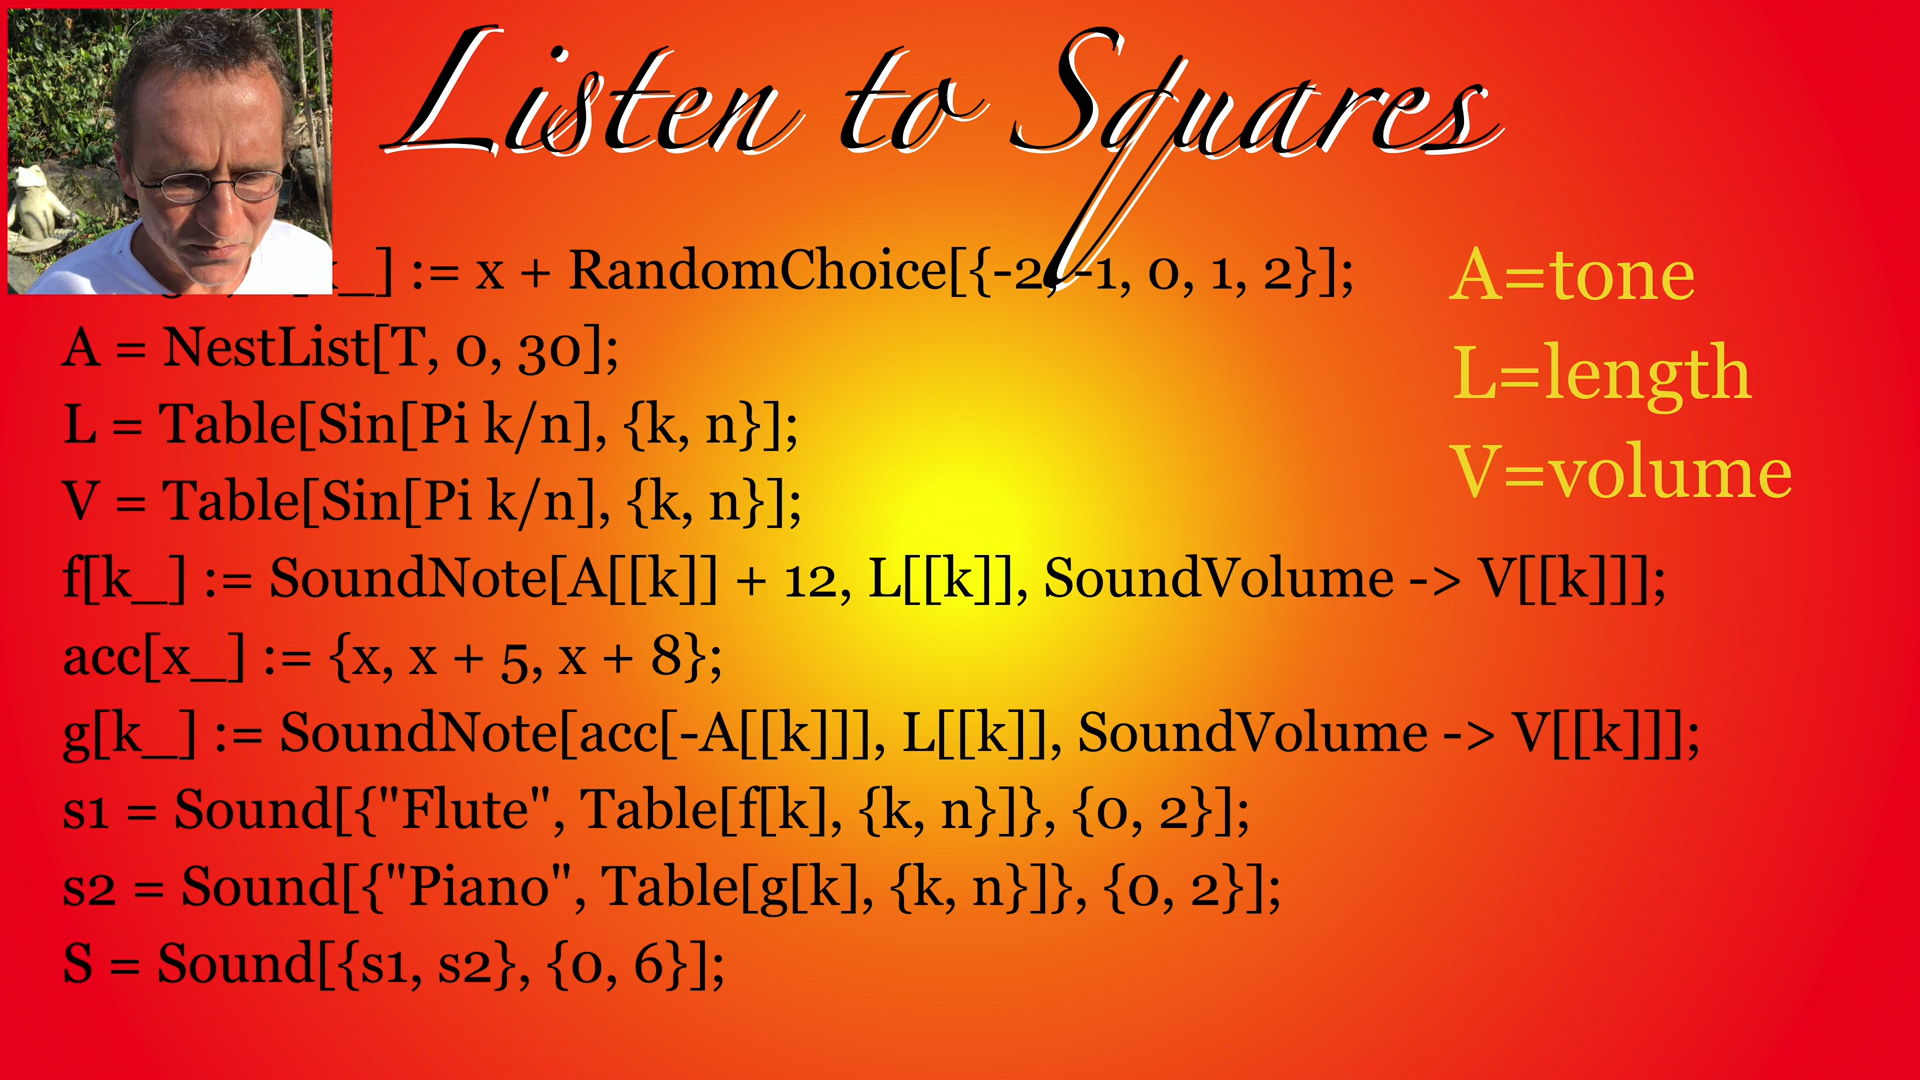 Listen to Squares
_] := x + RandomChoice[{-2, -1, 0, 1, 2}];
A = NestList[T, 0, 30];
L = Table[Sin[Pi k/n], {k, n}];
V = Table[Sin[Pi k/n], {k, n}];
f[k_] := SoundNote[A[[k]] + 12, L[[k]], SoundVolume -> V[[k]]];
acc[x_] := {x, x + 5, x + 8};
g[k_] := SoundNote[acc[-A[[k]]], L[[k]], SoundVolume -> V[[k]]];
s1 = Sound[{"Flute", Table[f[k], {k, n}]}, {0, 2}];
s2 = Sound[{"Piano", Table[g[k], {k, n}]}, {0, 2}];
S = Sound[{s1, s2}, {0, 6}];
A=tone
L=length
V=volume